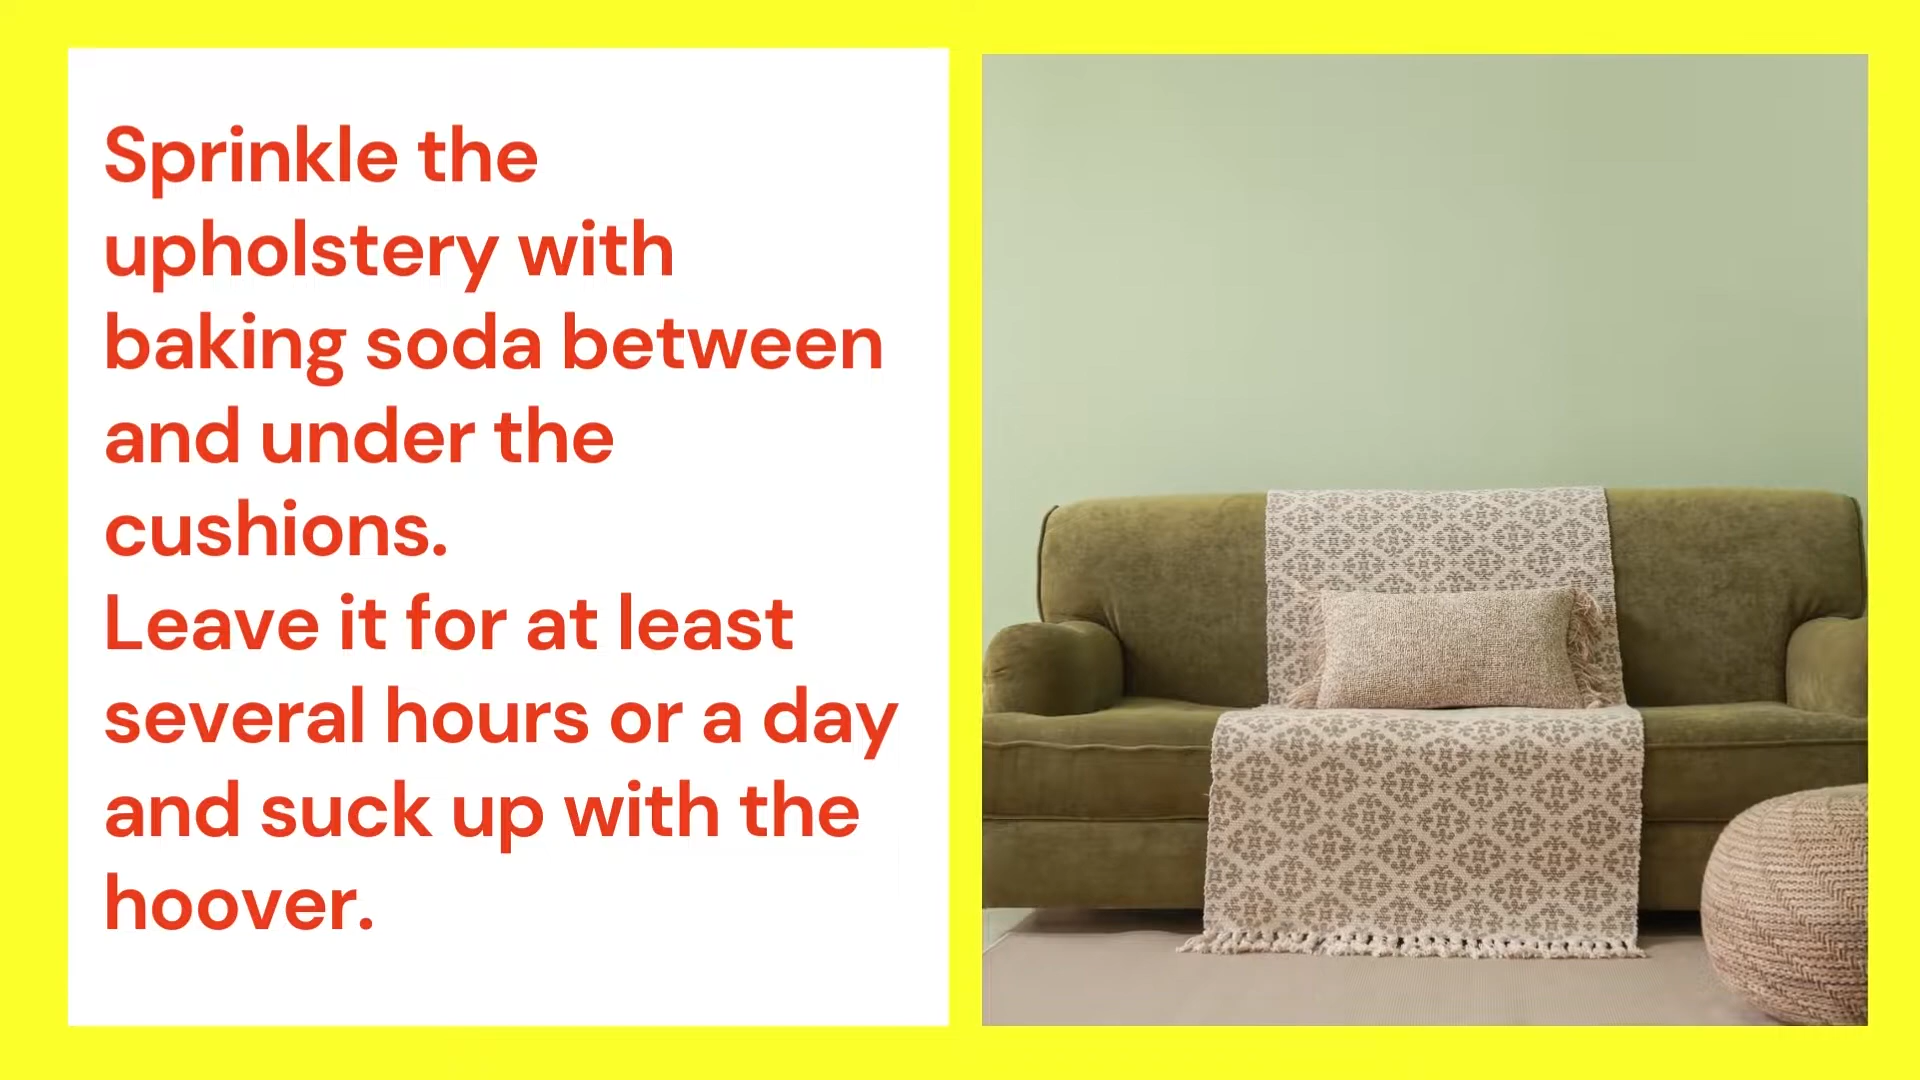 Sprinkle the
upholstery with
baking soda between
and under the
cushions.
Leave it for at least
several hours or a day
and suck up with the
hoover.